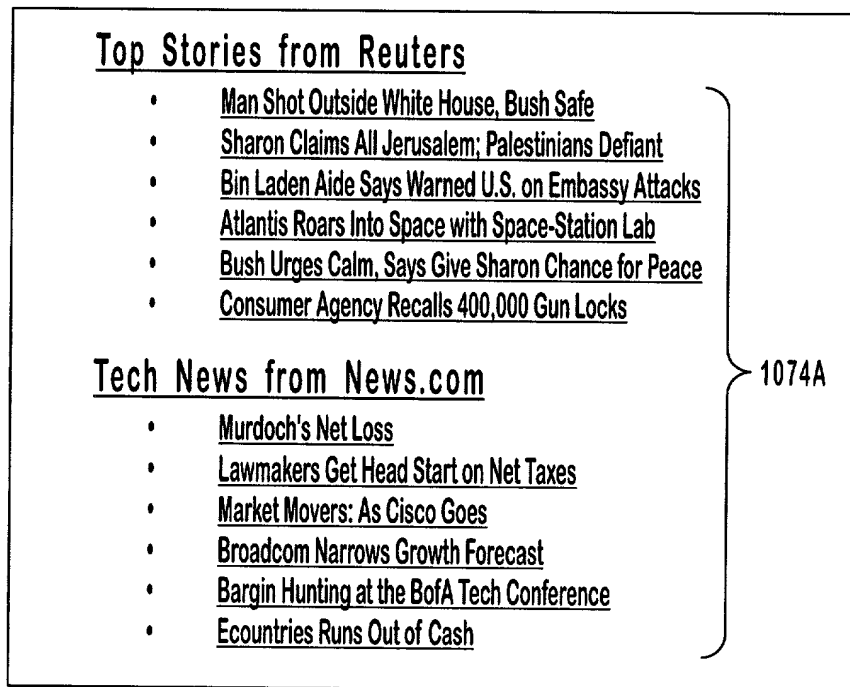 Top Stories from Reuters
• Man Shot Outside White House, Bush Safe
• Sharon Claims All Jerusalem; Palestinians Defiant
• Bin Laden Aide Says Warned U.S. on Embassy Attacks
• Atlantis Roars Into Space with Space-Station Lab
• Bush Urges Calm, Says Give Sharon Chance for Peace
• Consumer Agency Recalls 400,000 Gun Locks
Tech News from News.com
1074A
• Murdoch's Net Loss
• Lawmakers Get Head Start on Net Taxes
• Market Movers: As Cisco Goes
• Broadcom Narrows Growth Forecast
• Bargin Hunting at the BofA Tech Conference
• Ecountries Runs Out of Cash